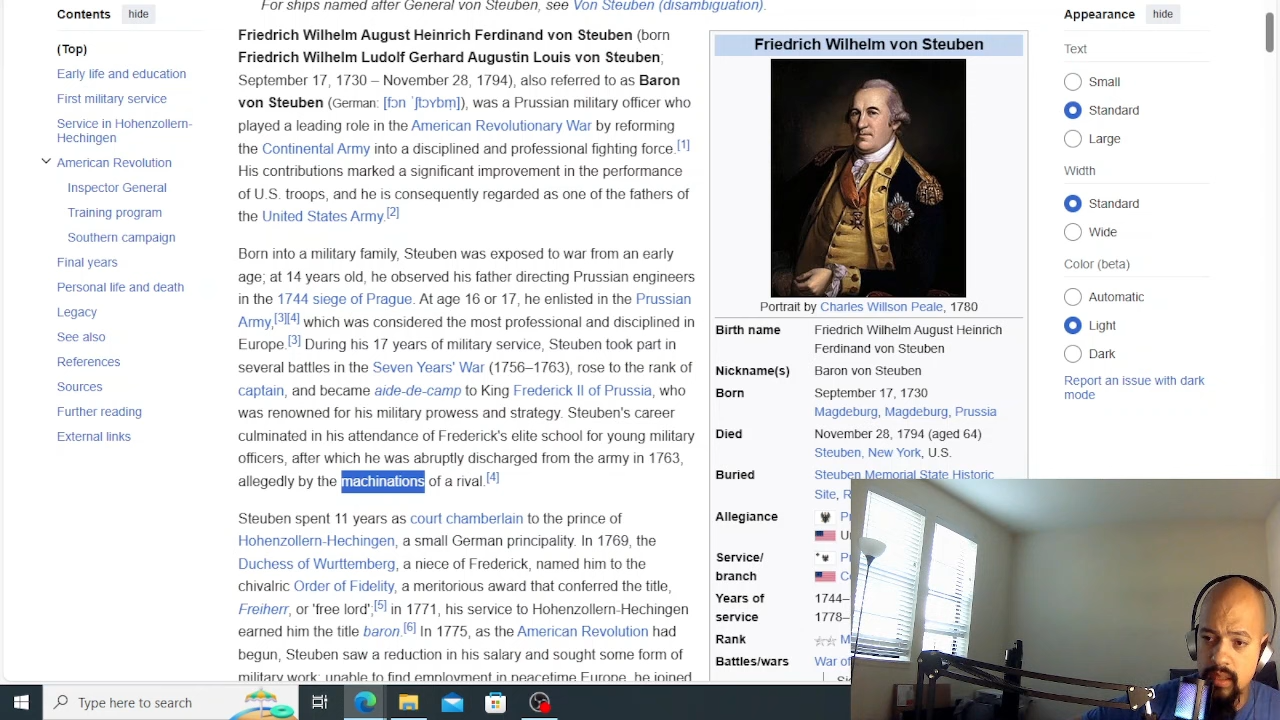 Contents hide
(Top)
Early life and education
First military service
Service in Hohenzollern-
Hechingen
American Revolution
Inspector General
Training program
Southern campaign
Final years
Personal life and death
Legacy
See also
References
Sources
Further reading
External links
For ships named after General von Steuben, see Von Steuben (disambiguation).
Friedrich Wilhelm August Heinrich Ferdinand von Steuben (born
Friedrich Wilhelm Ludolf Gerhard Augustin Louis von Steuben;
September 17, 1730 – November 28, 1794), also referred to as Baron
von Steuben (German: [fɔn ˈʃtɔʏbm̩]), was a Prussian military officer who
played a leading role in the American Revolutionary War by reforming
the Continental Army into a disciplined and professional fighting force.[1]
His contributions marked a significant improvement in the performance
of U.S. troops, and he is consequently regarded as one of the fathers of
the United States Army.[2]
Born into a military family, Steuben was exposed to war from an early
age; at 14 years old, he observed his father directing Prussian engineers
in the 1744 siege of Prague. At age 16 or 17, he enlisted in the Prussian
Army,[3][4] which was considered the most professional and disciplined in
Europe.[3] During his 17 years of military service, Steuben took part in
several battles in the Seven Years' War (1756–1763), rose to the rank of
captain, and became aide-de-camp to King Frederick II of Prussia, who
was renowned for his military prowess and strategy. Steuben's career
culminated in his attendance of Frederick's elite school for young military
officers, after which he was abruptly discharged from the army in 1763,
allegedly by the machinations of a rival.[4]
Steuben spent 11 years as court chamberlain to the prince of
Hohenzollern-Hechingen, a small German principality. In 1769, the
Duchess of Wurttemberg, a niece of Frederick, named him to the
chivalric Order of Fidelity, a meritorious award that conferred the title,
Freiherr, or 'free lord';[5] in 1771, his service to Hohenzollern-Hechingen
earned him the title baron.[6] In 1775, as the American Revolution had
begun, Steuben saw a reduction in his salary and sought some form of
military work; unable to find employment in peacetime Europe, he joined
Friedrich Wilhelm von Steuben
Portrait by Charles Willson Peale, 1780
Birth name Friedrich Wilhelm August Heinrich
Ferdinand von Steuben
Nickname(s) Baron von Steuben
Born September 17, 1730
Magdeburg, Magdeburg, Prussia
Died November 28, 1794 (aged 64)
Steuben, New York, U.S.
Buried Steuben Memorial State Historic
Site, R
Allegiance
Service/
branch
Years of 1744–
service 1778–
Rank
Battles/wars War of
Appearance hide
Text
Small
Standard
Large
Width
Standard
Wide
Color (beta)
Automatic
Light
Dark
Report an issue with dark
mode
Type here to search